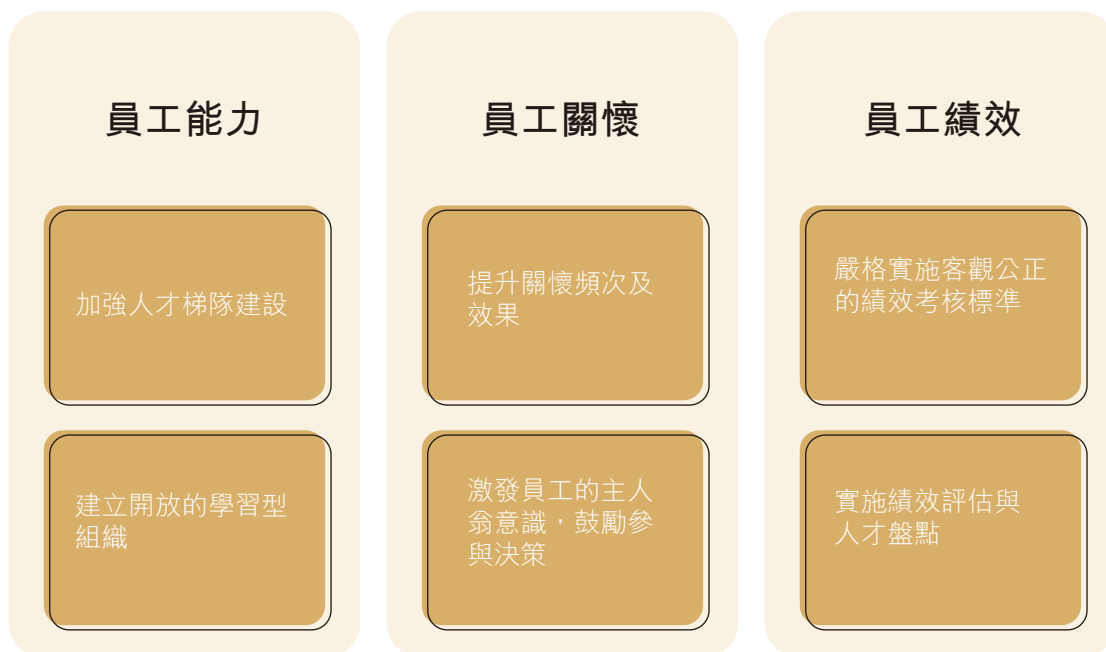 員工能力
加強人才梯隊建設
建立開放的學習型
組織
員工關懷
提升關懷頻次及
效果
激發員工的主人
翁意識，鼓勵參
與決策
員工績效
嚴格實施客觀公正
的績效考核標準
實施績效評估與
人才盤點